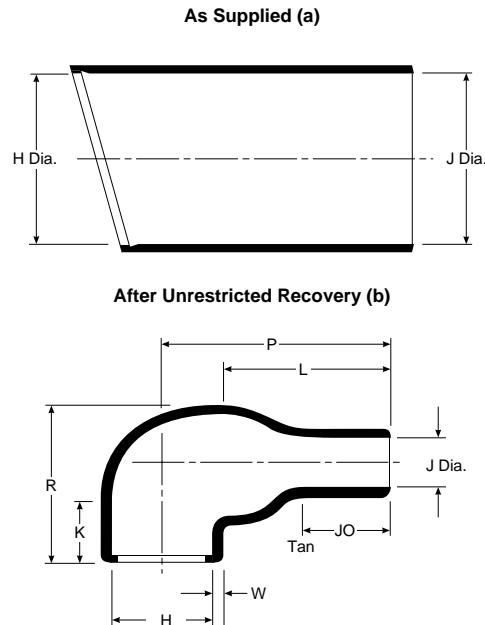 As Supplied (a)
H Dia.
J Dia.
After Unrestricted Recovery (b)
P
L
J Dia.
R
K
JO
Tan
W
H